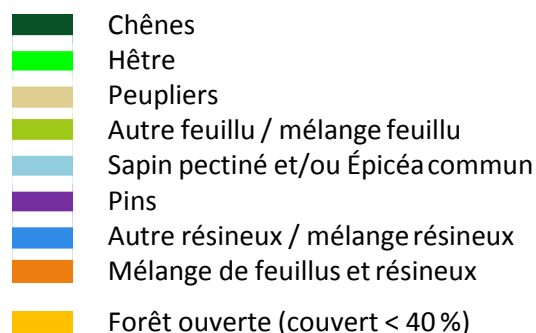 Chênes
Hêtre
Peupliers
Autre feuillu / mélange feuillu
Sapin pectiné et/ou Épicéa commun
Pins
Autre résineux / mélange résineux
Mélange de feuillus et résineux
Forêt ouverte (couvert < 40 %)